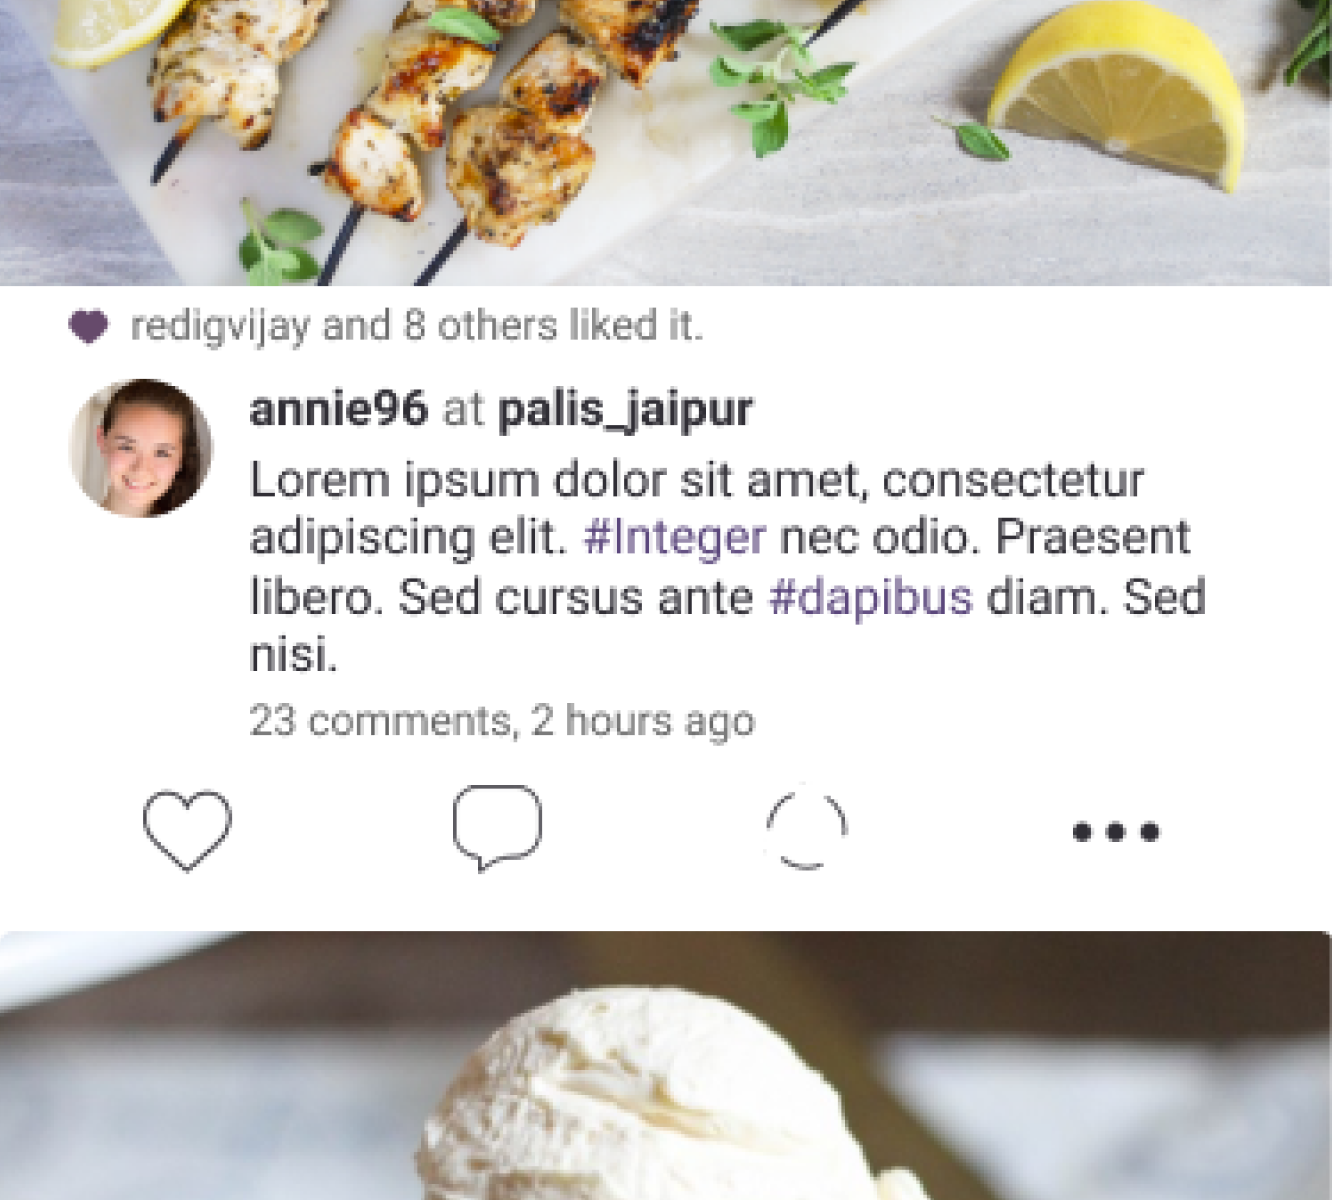 redigvijay and 8 others liked it.
annie96 at palis_jaipur
Lorem ipsum dolor sit amet, consectetur
adipiscing elit. #Integer nec odio. Praesent
libero. Sed cursus ante #dapibus diam. Sed
nisi.
23 comments, 2 hours ago